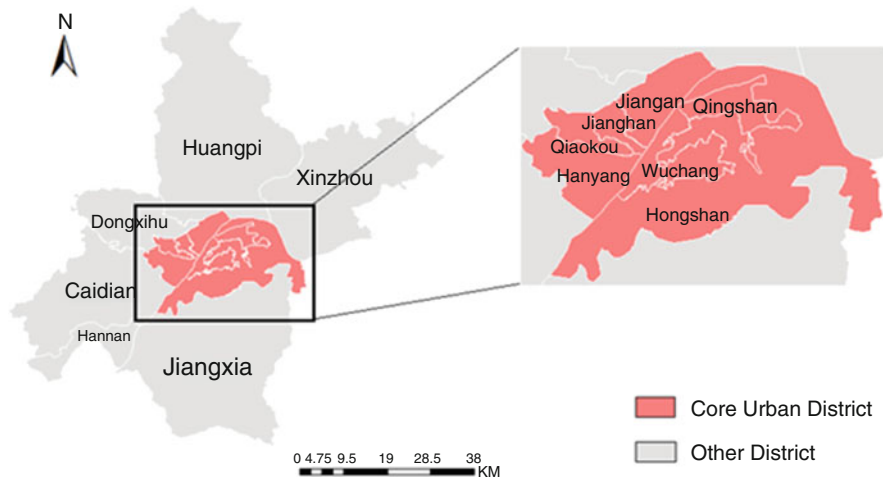 N
Huangpi
Xinzhou
Dongxihu
Caidian
Hannan
Jiangxia
Jiangan
Qingshan
Jianghan
Qiaokou
Hanyang
Wuchang
Hongshan
Core Urban District
Other District
0 4.75 9.5 19 28.5 38
KM